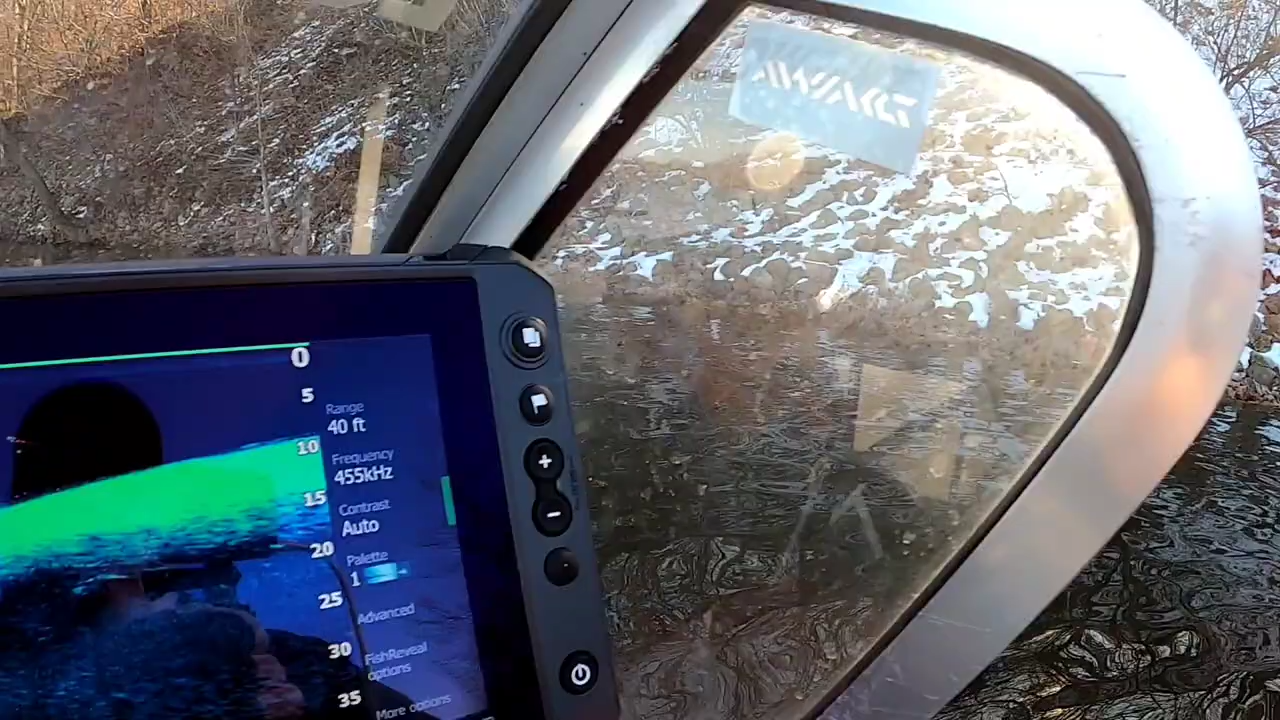 0
5
10
15
20
25
30
35
Range
40 ft
Frequency
455kHz
Contrast
Auto
Palette
1
Advanced
FishReveal
options
More options
+
-